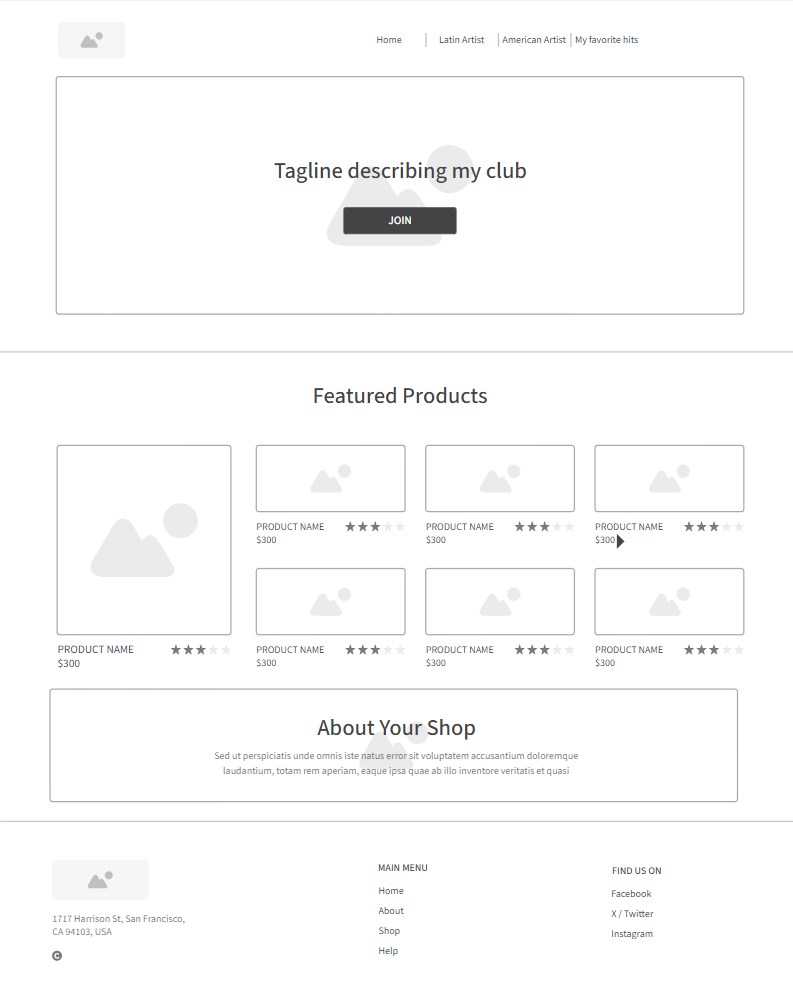 Home
Latin Artist
American Artist
My favorite hits
Tagline describing my club
JOIN
Featured Products
PRODUCT NAME
$300
PRODUCT NAME
$300
PRODUCT NAME
$300
PRODUCT NAME
$300
PRODUCT NAME
$300
PRODUCT NAME
$300
PRODUCT NAME
$300
About Your Shop
Sed ut perspiciatis unde omnis iste natus error sit voluptatem accusantium doloremque
laudantium, totam rem aperiam, eaque ipsa quae ab illo inventore veritatis et quasi
1717 Harrison St, San Francisco,
CA 94103, USA
©
MAIN MENU
Home
About
Shop
Help
FIND US ON
Facebook
X / Twitter
Instagram